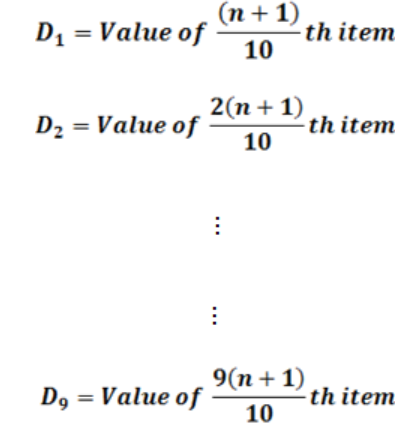 D₁ = Value of (n + 1)/10 th item
D₂ = Value of 2(n + 1)/10 th item
⋮
⋮
D₉ = Value of 9(n + 1)/10 th item